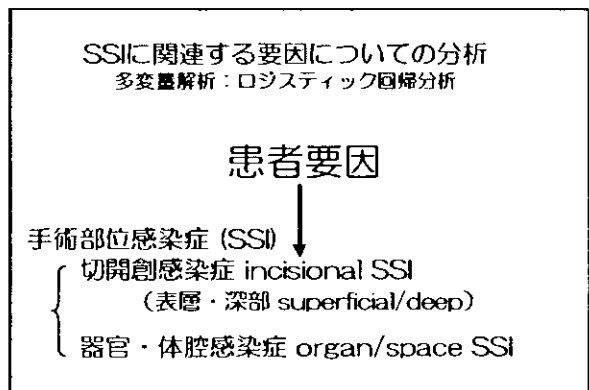 SSIに関連する要因についての分析
多変量解析：ロジスティック回帰分析
患者要因
手術部位感染症 (SSI)
切開創感染症 incisional SSI
（表層・深部 superficial/deep）
器官・体腔感染症 organ/space SSI